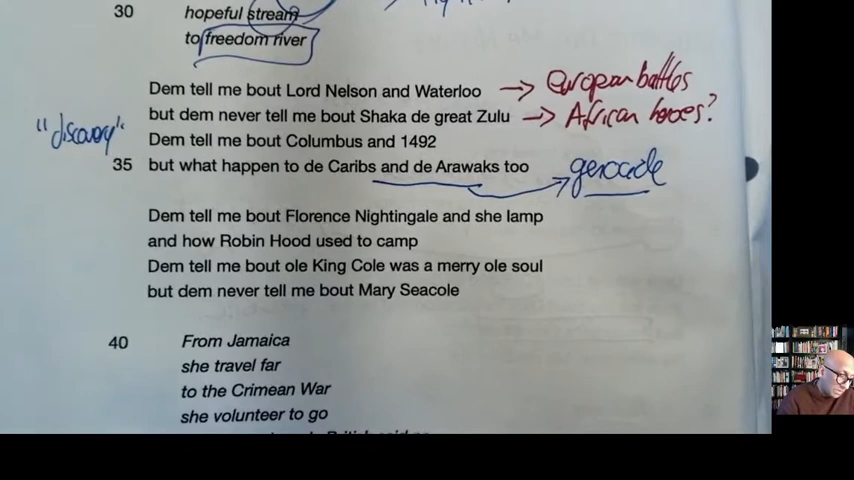 30 hopeful stream
to freedom river
Dem tell me bout Lord Nelson and Waterloo → European battles
but dem never tell me bout Shaka de great Zulu → African heroes?
"discovery" Dem tell me bout Columbus and 1492
35 but what happen to de Caribs and de Arawaks too → genocide
Dem tell me bout Florence Nightingale and she lamp
and how Robin Hood used to camp
Dem tell me bout ole King Cole was a merry ole soul
but dem never tell me bout Mary Seacole
40 From Jamaica
she travel far
to the Crimean War
she volunteer to go